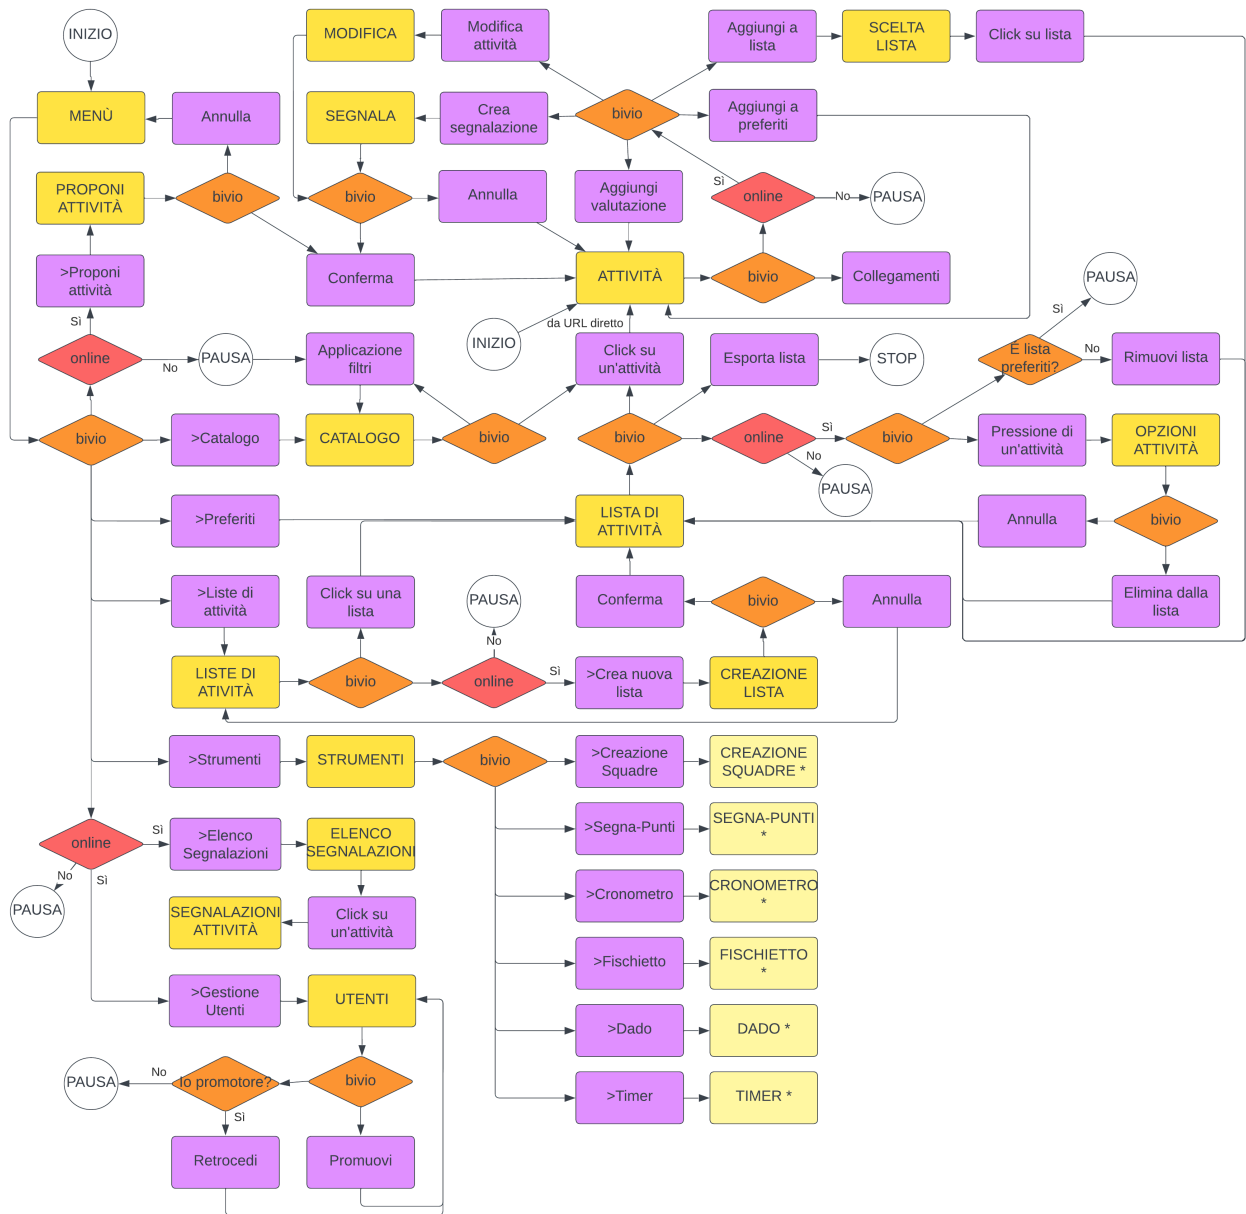 INIZIO
MODIFICA
Modifica
attività
Aggiungi a
lista
SCELTA
LISTA
Click su lista
MENÙ
Annulla
SEGNALA
Crea
segnalazione
bivio
Aggiungi a
preferiti
PROPONI
ATTIVITÀ
bivio
bivio
Annulla
Aggiungi
valutazione
Sì
online
No
PAUSA
>Proponi
attività
Conferma
ATTIVITÀ
bivio
Collegamenti
PAUSA
Sì
Sì
INIZIO
da URL diretto
online
No
PAUSA
Applicazione
filtri
Click su
un'attività
Esporta lista
STOP
È lista
preferiti?
No
Rimuovi lista
bivio
>Catalogo
CATALOGO
bivio
bivio
online
Sì
No
bivio
Pressione di
un'attività
OPZIONI
ATTIVITÀ
PAUSA
>Preferiti
LISTA DI
ATTIVITÀ
Annulla
bivio
>Liste di
attività
Click su una
lista
PAUSA
No
Conferma
bivio
Annulla
Elimina dalla
lista
LISTE DI
ATIVITÀ
bivio
online
Sì
>Crea nuova
lista
CREAZIONE
LISTA
>Strumenti
STRUMENTI
bivio
>Creazione
Squadre
CREAZIONE
SQUADRE *
online
Sì
No
Sì
>Elenco
Segnalazioni
ELENCO
SEGNALAZIONI
>Segna-Punti
SEGNA-PUNTI
*
PAUSA
SEGNALAZIONI
ATTIVITÀ
Click su
un'attività
>Cronometro
CRONOMETRO
*
>Fischietto
FISCHIETTO
*
>Gestione
Utenti
UTENTI
>Dado
DADO *
PAUSA
No
Io promotore?
Sì
bivio
>Timer
TIMER *
Retrocedi
Promuovi